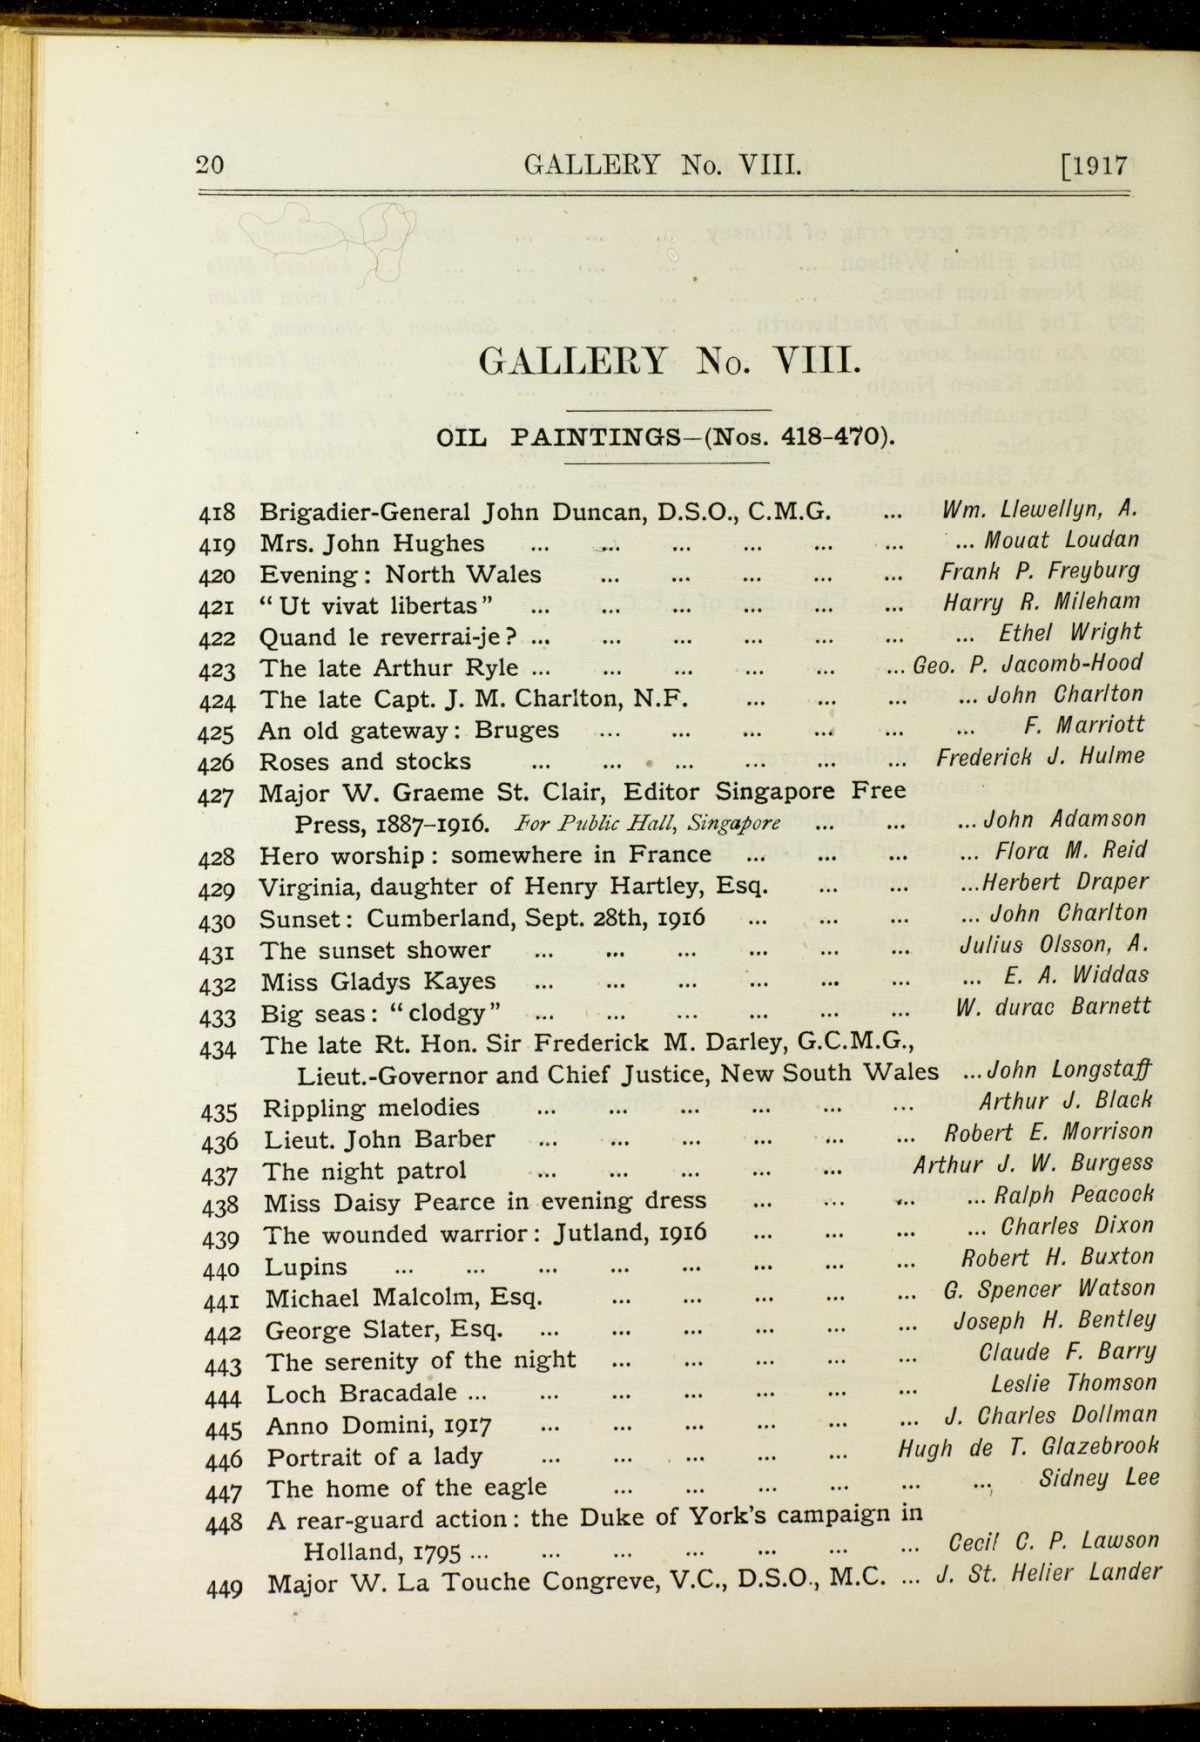 20 GALLERY No. VIII. [1917
GALLERY No. VIII.
OIL PAINTINGS—(Nos. 418-470).
418 Brigadier-General John Duncan, D.S.O., C.M.G. ... Wm. Llewellyn, A.
419 Mrs. John Hughes ... ... ... ... ... ... ... Mouat Loudan
420 Evening: North Wales ... ... ... ... ... Frank P. Freyburg
421 "Ut vivat libertas" ... ... ... ... ... ... Harry R. Mileham
422 Quand le reverrai-je? ... ... ... ... ... ... ... Ethel Wright
423 The late Arthur Ryle ... ... ... ... ... ... Geo. P. Jacomb-Hood
424 The late Capt. J. M. Charlton, N.F. ... ... ... ... John Charlton
425 An old gateway: Bruges ... ... ... ... ... ... F. Marriott
426 Roses and stocks ... ... ... ... ... ... Frederick J. Hulme
427 Major W. Graeme St. Clair, Editor Singapore Free
Press, 1887-1916. For Public Hall, Singapore ... ... ... John Adamson
428 Hero worship: somewhere in France ... ... ... ... Flora M. Reid
429 Virginia, daughter of Henry Hartley, Esq. ... ... ... Herbert Draper
430 Sunset: Cumberland, Sept. 28th, 1916 ... ... ... ... John Charlton
431 The sunset shower ... ... ... ... ... ... Julius Olsson, A.
432 Miss Gladys Kayes ... ... ... ... ... ... ... E. A. Widdas
433 Big seas: "clodgy" ... ... ... ... ... ... W. durac Barnett
434 The late Rt. Hon. Sir Frederick M. Darley, G.C.M.G.,
Lieut.-Governor and Chief Justice, New South Wales ... John Longstaff
435 Rippling melodies ... ... ... ... ... ... Arthur J. Black
436 Lieut. John Barber ... ... ... ... ... ... Robert E. Morrison
437 The night patrol ... ... ... ... ... Arthur J. W. Burgess
438 Miss Daisy Pearce in evening dress ... ... ... ... Ralph Peacock
439 The wounded warrior: Jutland, 1916 ... ... ... ... Charles Dixon
440 Lupins ... ... ... ... ... ... ... ... Robert H. Buxton
441 Michael Malcolm, Esq. ... ... ... ... ... G. Spencer Watson
442 George Slater, Esq. ... ... ... ... ... ... Joseph H. Bentley
443 The serenity of the night ... ... ... ... ... Claude F. Barry
444 Loch Bracadale ... ... ... ... ... ... ... Leslie Thomson
445 Anno Domini, 1917 ... ... ... ... ... ... J. Charles Dollman
446 Portrait of a lady ... ... ... ... ... Hugh de T. Glazebrook
447 The home of the eagle ... ... ... ... ... ... Sidney Lee
448 A rear-guard action: the Duke of York's campaign in
Holland, 1795 ... ... ... ... ... ... ... Cecil C. P. Lawson
449 Major W. La Touche Congreve, V.C., D.S.O., M.C. ... J. St. Helier Lander